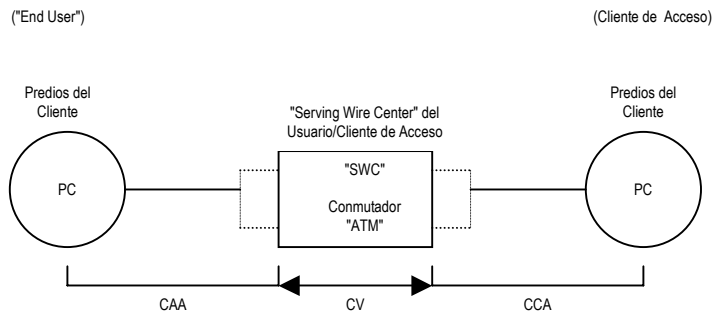 ("End User")
(Cliente de Acceso)
Predios del
Cliente
"Serving Wire Center" del
Usuario/Cliente de Acceso
Predios del
Cliente
PC
"SWC"
Conmutador
"ATM"
PC
CAA
CV
CCA